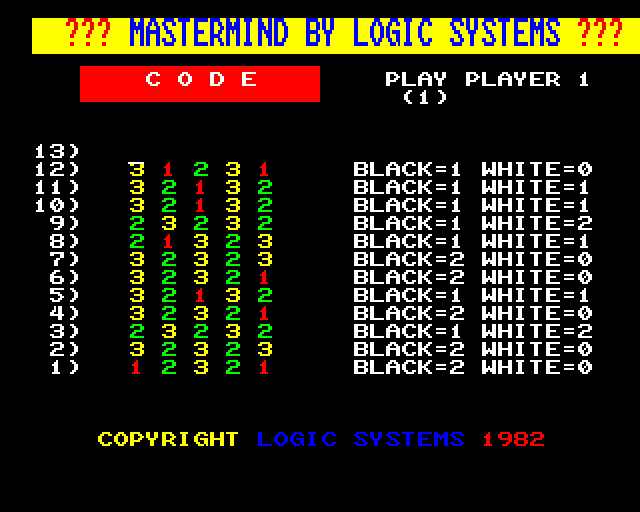 ??? MASTERMIND BY LOGIC SYSTEMS ???
C O D E PLAY PLAYER 1
(1)
13)
12) 3 1 2 3 1 BLACK=1 WHITE=0
11) 3 2 1 3 2 BLACK=1 WHITE=1
10) 3 2 1 3 2 BLACK=1 WHITE=1
9) 2 3 2 3 2 BLACK=1 WHITE=2
8) 2 1 3 2 3 BLACK=1 WHITE=1
7) 3 2 3 2 3 BLACK=2 WHITE=0
6) 3 2 3 2 1 BLACK=2 WHITE=0
5) 3 2 1 3 2 BLACK=1 WHITE=1
4) 3 2 3 2 1 BLACK=2 WHITE=0
3) 2 3 2 3 2 BLACK=1 WHITE=2
2) 3 2 3 2 3 BLACK=2 WHITE=0
1) 1 2 3 2 1 BLACK=2 WHITE=0
COPYRIGHT LOGIC SYSTEMS 1982